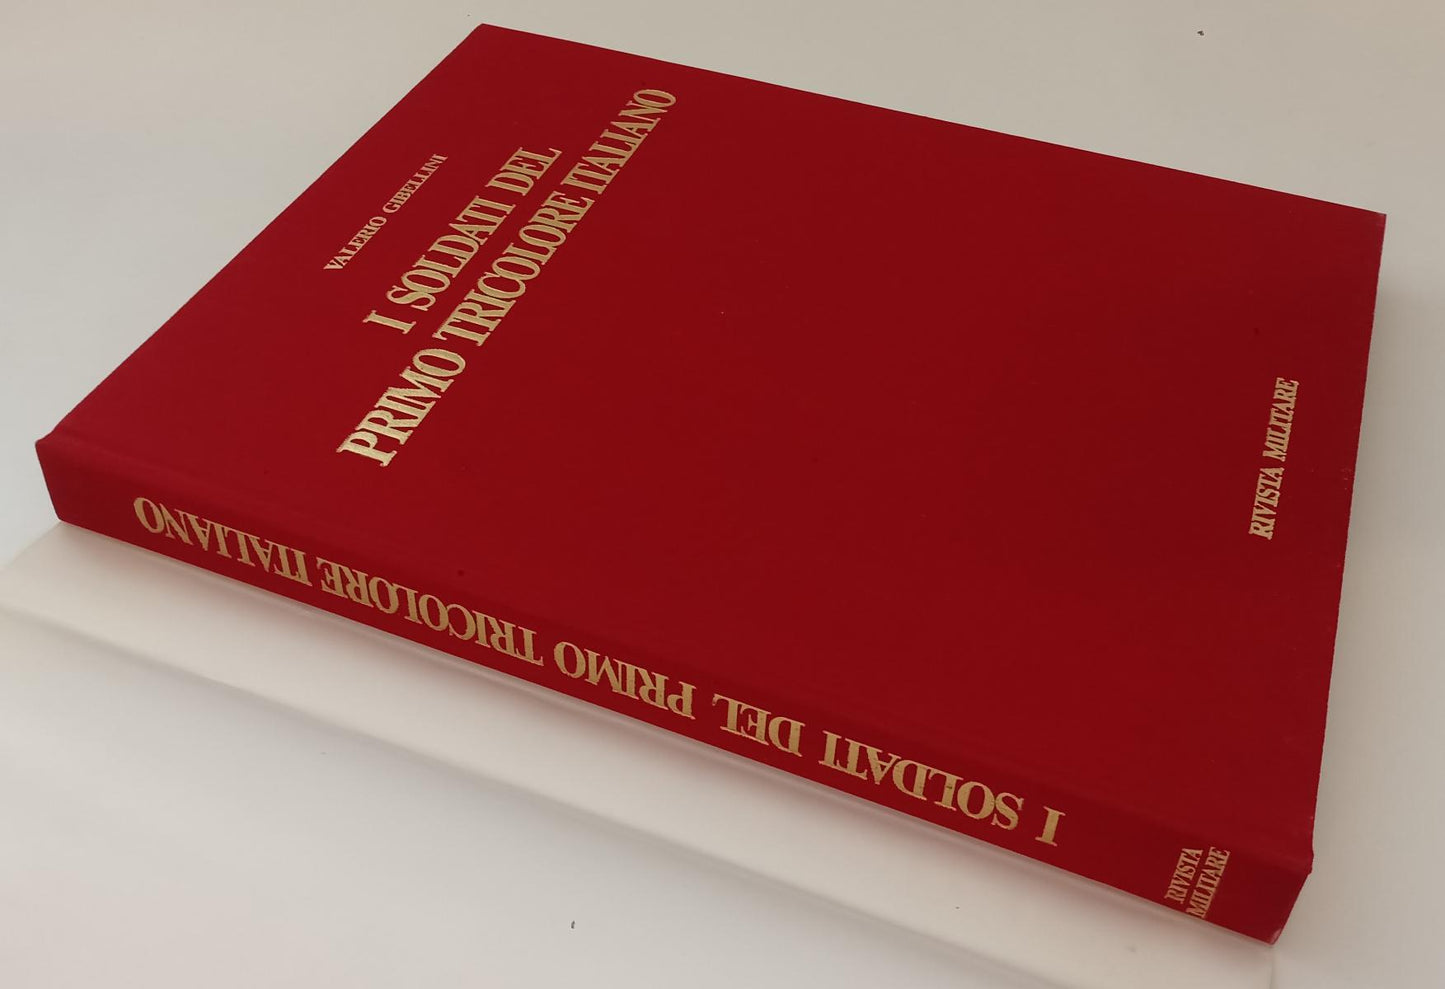 VALERIO GIBELLINI
I SOLDATI DEL
PRIMO TRICOLORE ITALIANO
RIVISTA MILITARE
I SOLDATI DEL PRIMO TRICOLORE ITALIANO
RIVISTA
MILITARE